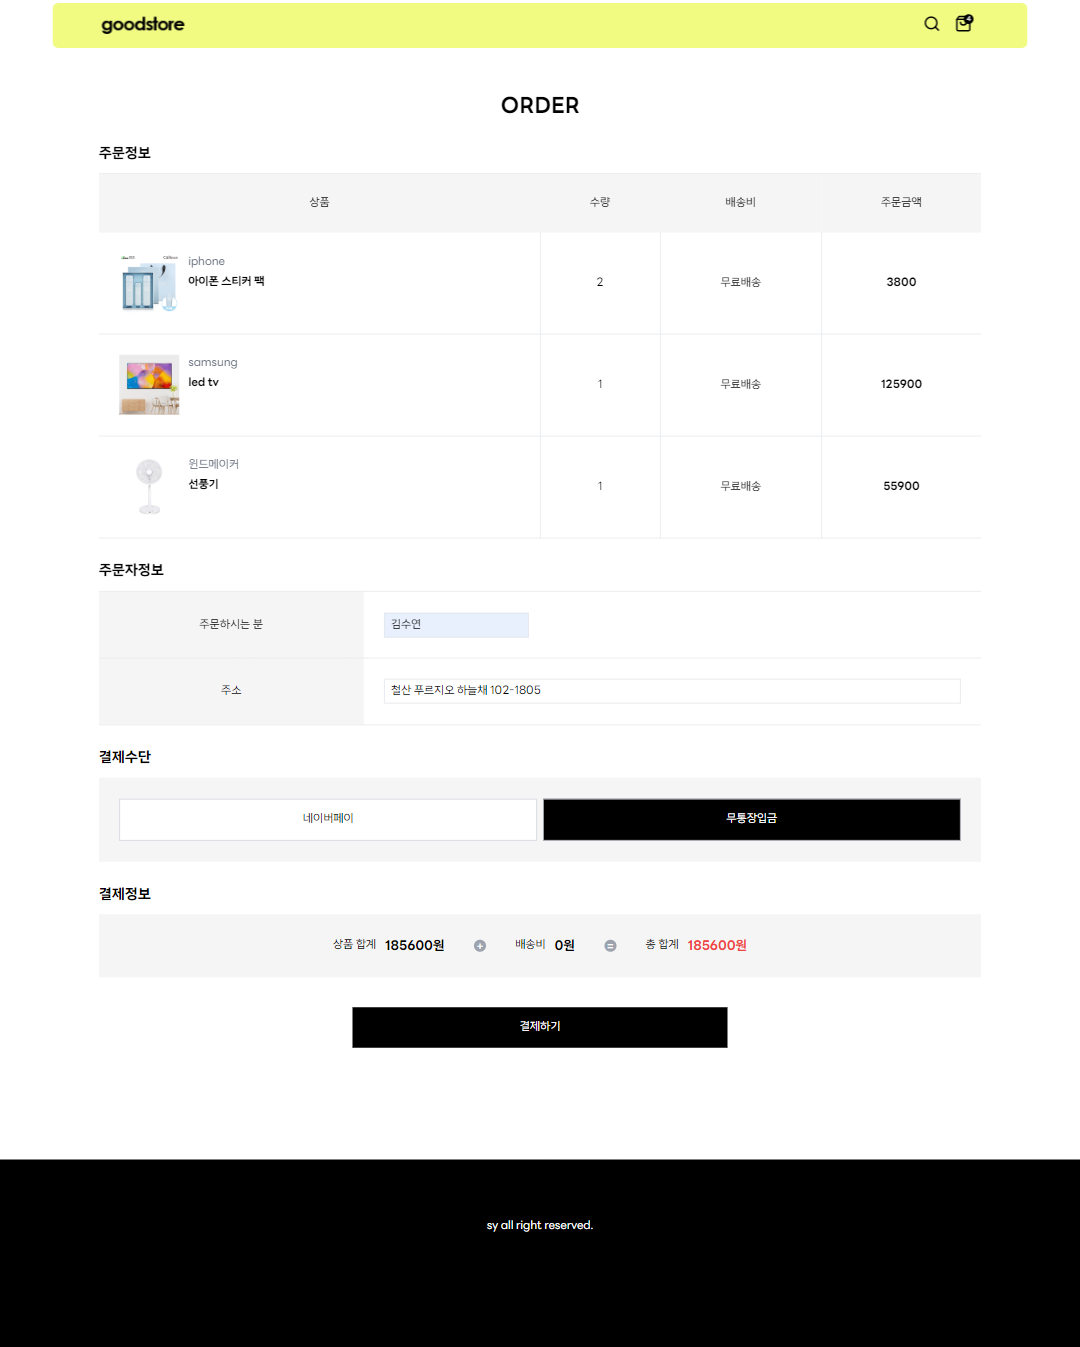 goodstore
4
ORDER
주문정보
상품 수량 배송비 주문금액
iphone
아이폰 스티커 팩
2 무료배송 3800
samsung
led tv
1 무료배송 125900
윈드메이커
선풍기
1 무료배송 55900
주문자정보
주문하시는 분 김수연
주소 철산 푸르지오 하늘채 102-1805
결제수단
네이버페이 무통장입금
결제정보
상품 합계 185600원 + 배송비 0원 = 총 합계 185600원
결제하기
sy all right reserved.